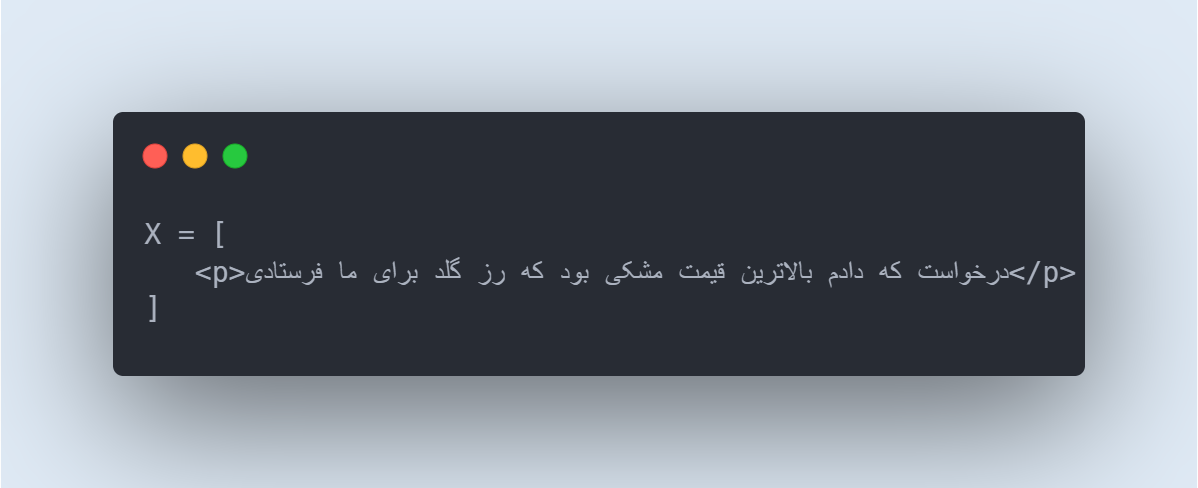 X = [
<p>درخواست که دادم بالاترین قیمت مشکی بود که رز گلد برای ما فرستادی</p>
]